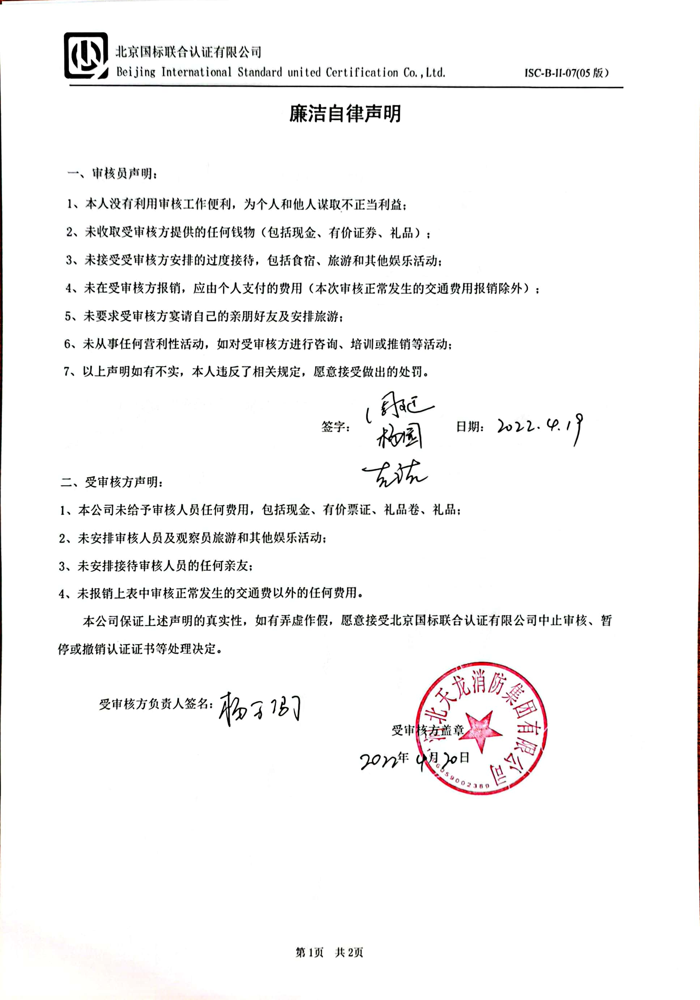 北京国标联合认证有限公司
Beijing International Standard united Certification Co.,Ltd.
ISC-B-II-07(05版)
廉洁自律声明
一、审核员声明：
1、本人没有利用审核工作便利，为个人和他人谋取不正当利益；
2、未收取受审核方提供的任何钱物（包括现金、有价证券、礼品）；
3、未接受受审核方安排的过度接待，包括食宿、旅游和其他娱乐活动；
4、未在受审核方报销，应由个人支付的费用（本次审核正常发生的交通费用报销除外）；
5、未要求受审核方宴请自己的亲朋好友及安排旅游；
6、未从事任何营利性活动，如对受审核方进行咨询、培训或推销等活动；
7、以上声明如有不实，本人违反了相关规定，愿意接受做出的处罚。
签字： 日期：2022.4.19
杨园
二、受审核方声明：
1、本公司未给予审核人员任何费用，包括现金、有价票证、礼品卷、礼品；
2、未安排审核人员及观察员旅游和其他娱乐活动；
3、未安排接待审核人员的任何亲友；
4、未报销上表中审核正常发生的交通费以外的任何费用。
本公司保证上述声明的真实性，如有弄虚作假，愿意接受北京国标联合认证有限公司中止审核、暂
停或撤销认证证书等处理决定。
受审核方负责人签名：杨
湖北天龙消防集团有限公司
受审核方盖章
2022年4月20日
第1页 共2页